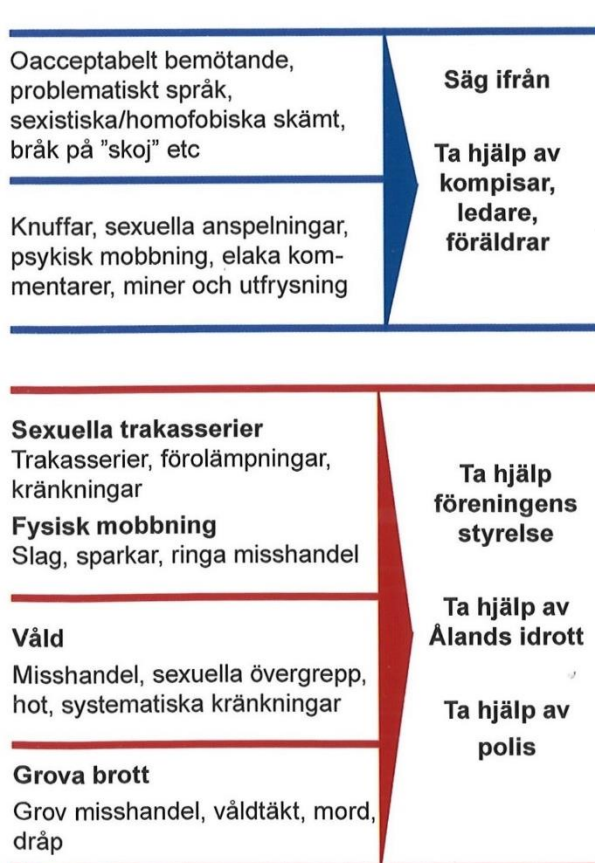 Oacceptabelt bemötande,
problematiskt språk,
sexistiska/homofobiska skämt,
bråk på ”skoj” etc
Knuffar, sexuella anspelningar,
psykisk mobbning, elaka kom-
mentarer, miner och utfrysning
Säg ifrån
Ta hjälp av
kompisar,
ledare,
föräldrar
Sexuella trakasserier
Trakasserier, förolämpningar,
kränkningar
Fysisk mobbning
Slag, sparkar, ringa misshandel
Våld
Misshandel, sexuella övergrepp,
hot, systematiska kränkningar
Grova brott
Grov misshandel, våldtäkt, mord,
dråp
Ta hjälp
föreningens
styrelse
Ta hjälp av
Ålands idrott
Ta hjälp av
polis